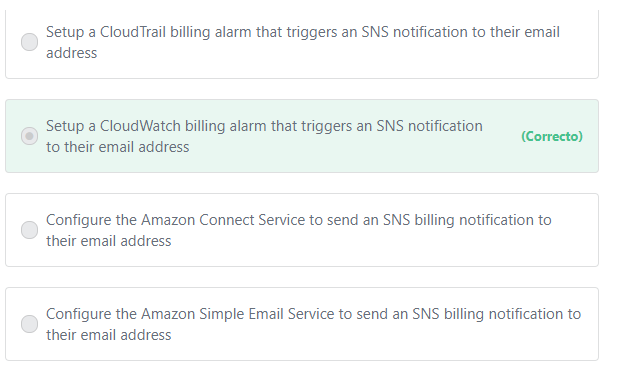 Setup a CloudTrail billing alarm that triggers an SNS notification to their email
address
Setup a CloudWatch billing alarm that triggers an SNS notification
to their email address
(Correcto)
Configure the Amazon Connect Service to send an SNS billing notification to
their email address
Configure the Amazon Simple Email Service to send an SNS billing notification to
their email address